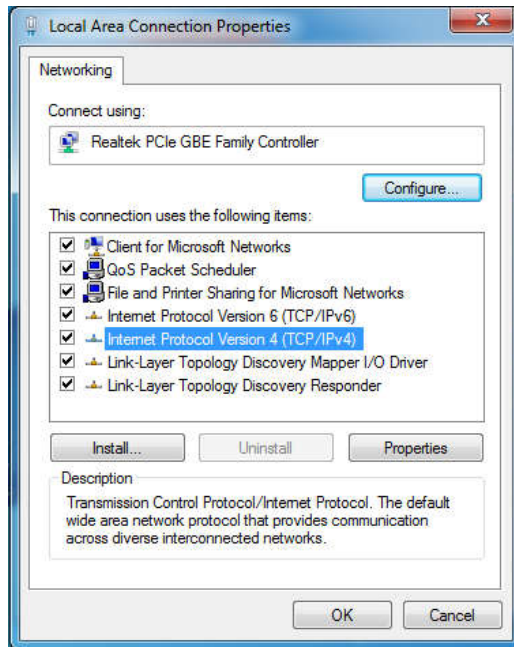 Local Area Connection Properties
Networking
Connect using:
Realtek PCIe GBE Family Controller
Configure...
This connection uses the following items:
Client for Microsoft Networks
QoS Packet Scheduler
File and Printer Sharing for Microsoft Networks
Internet Protocol Version 6 (TCP/IPv6)
Internet Protocol Version 4 (TCP/IPv4)
Link-Layer Topology Discovery Mapper I/O Driver
Link-Layer Topology Discovery Responder
Install... Uninstall Properties
Description
Transmission Control Protocol/Internet Protocol. The default
wide area network protocol that provides communication
across diverse interconnected networks.
OK Cancel